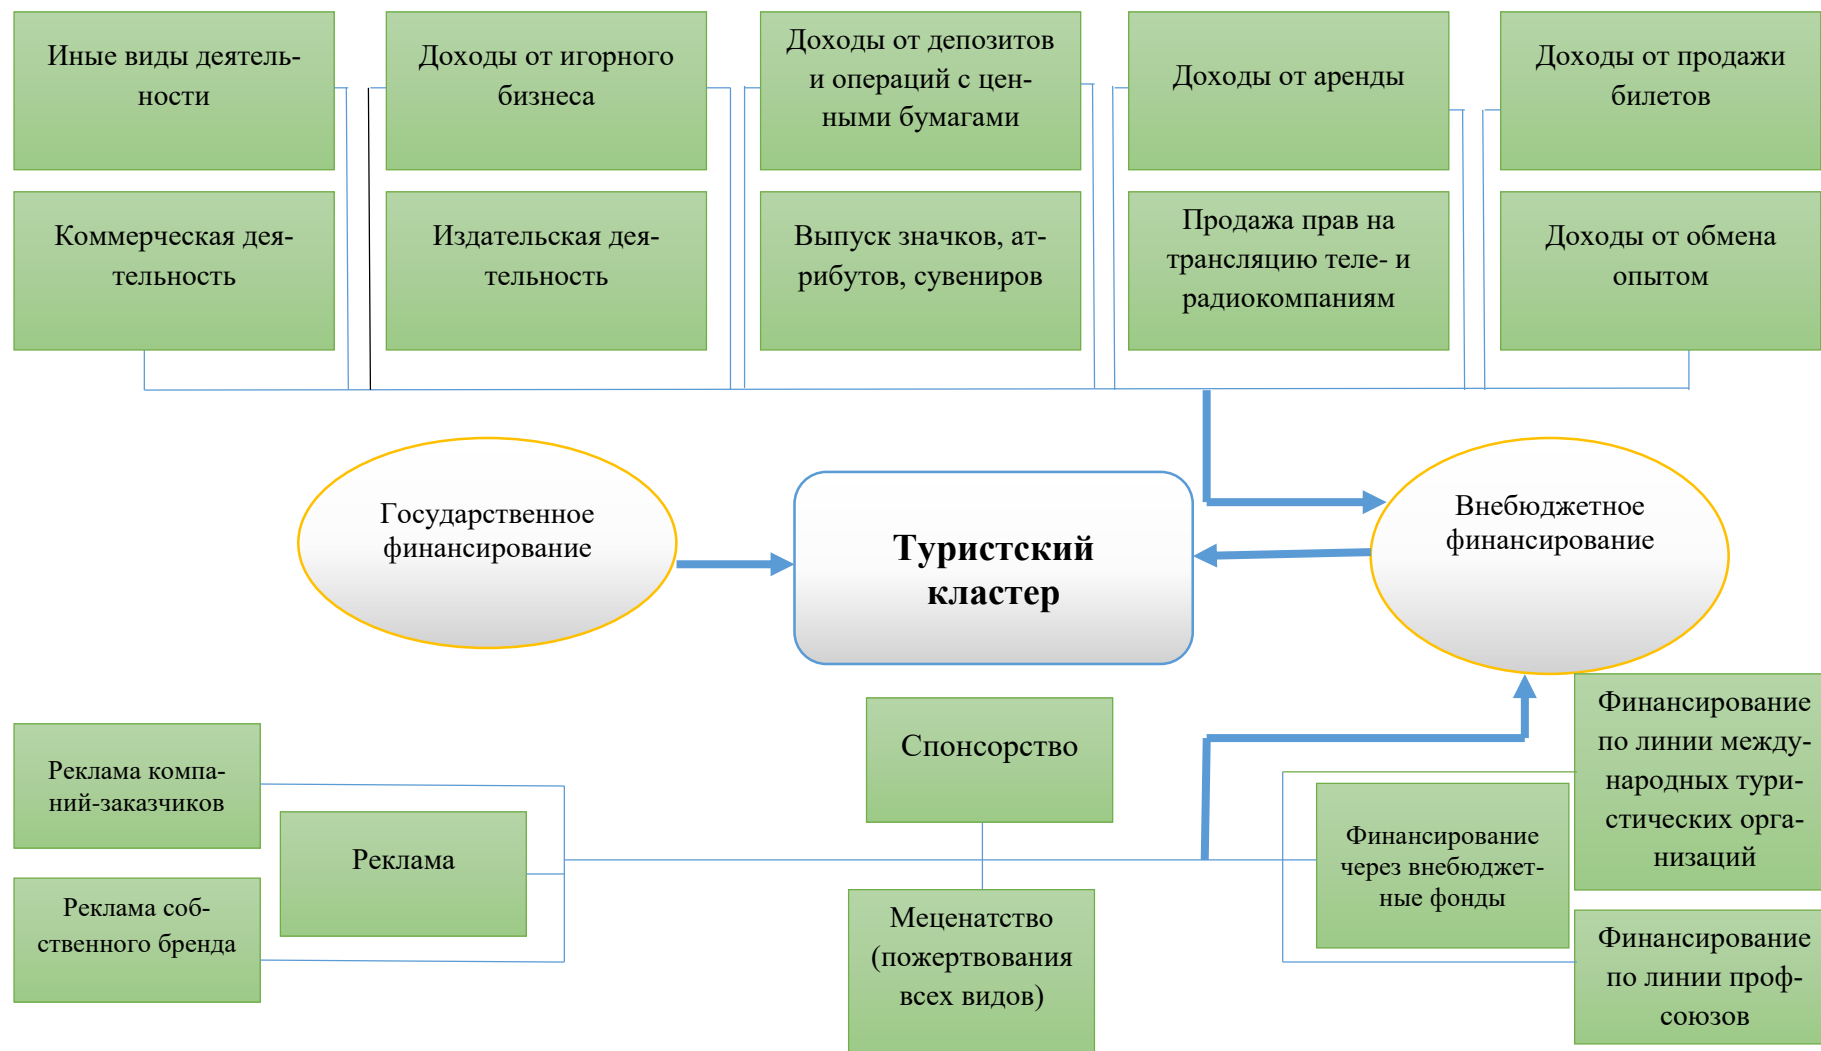 Иные виды деятель-
ности
Доходы от игорного
бизнеса
Доходы от депозитов
и операций с цен-
ными бумагами
Доходы от аренды
Доходы от продажи
билетов
Коммерческая дея-
тельность
Издательская дея-
тельность
Выпуск значков, ат-
рибутов, сувениров
Продажа прав на
трансляцию теле- и
радиокомпаниям
Доходы от обмена
опытом
Государственное
финансирование
Туристский
кластер
Внебюджетное
финансирование
Реклама компа-
ний-заказчиков
Реклама
Реклама соб-
ственного бренда
Спонсорство
Меценатство
(пожертвования
всех видов)
Финансирование
через внебюджет-
ные фонды
Финансирование
по линии между-
народных тури-
стических орга-
низаций
Финансирование
по линии проф-
союзов